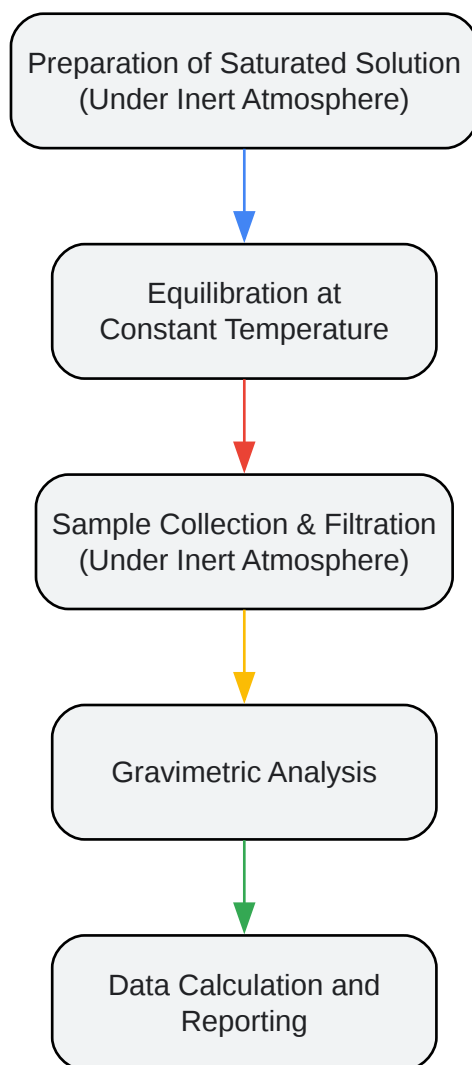 Preparation of Saturated Solution
(Under Inert Atmosphere)
Equilibration at
Constant Temperature
Sample Collection & Filtration
(Under Inert Atmosphere)
Gravimetric Analysis
Data Calculation and
Reporting